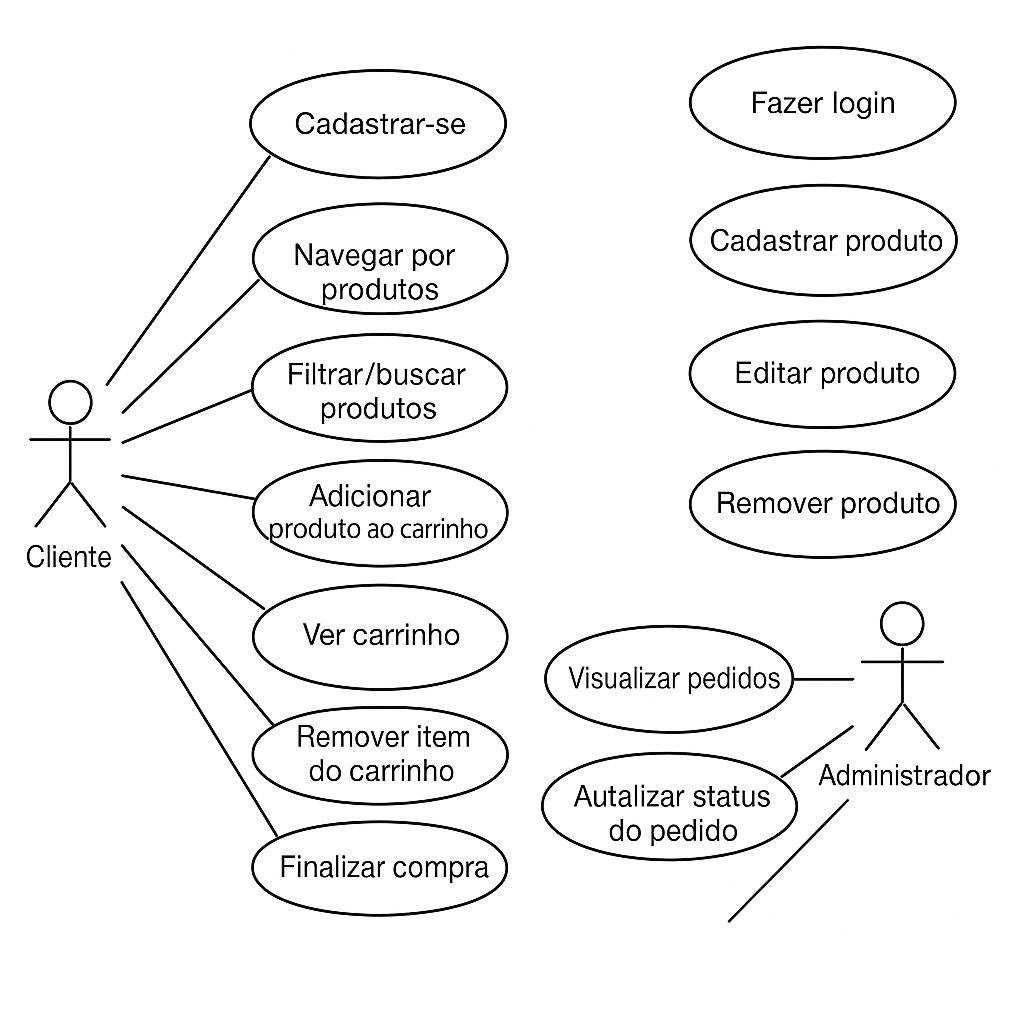 Cadastrar-se
Navegar por
produtos
Filtrar/buscar
produtos
Adicionar
produto ao carrinho
Cliente
Ver carrinho
Remover item
do carrinho
Finalizar compra
Fazer login
Cadastrar produto
Editar produto
Remover produto
Visualizar pedidos
Autalizar status
do pedido
Administrador